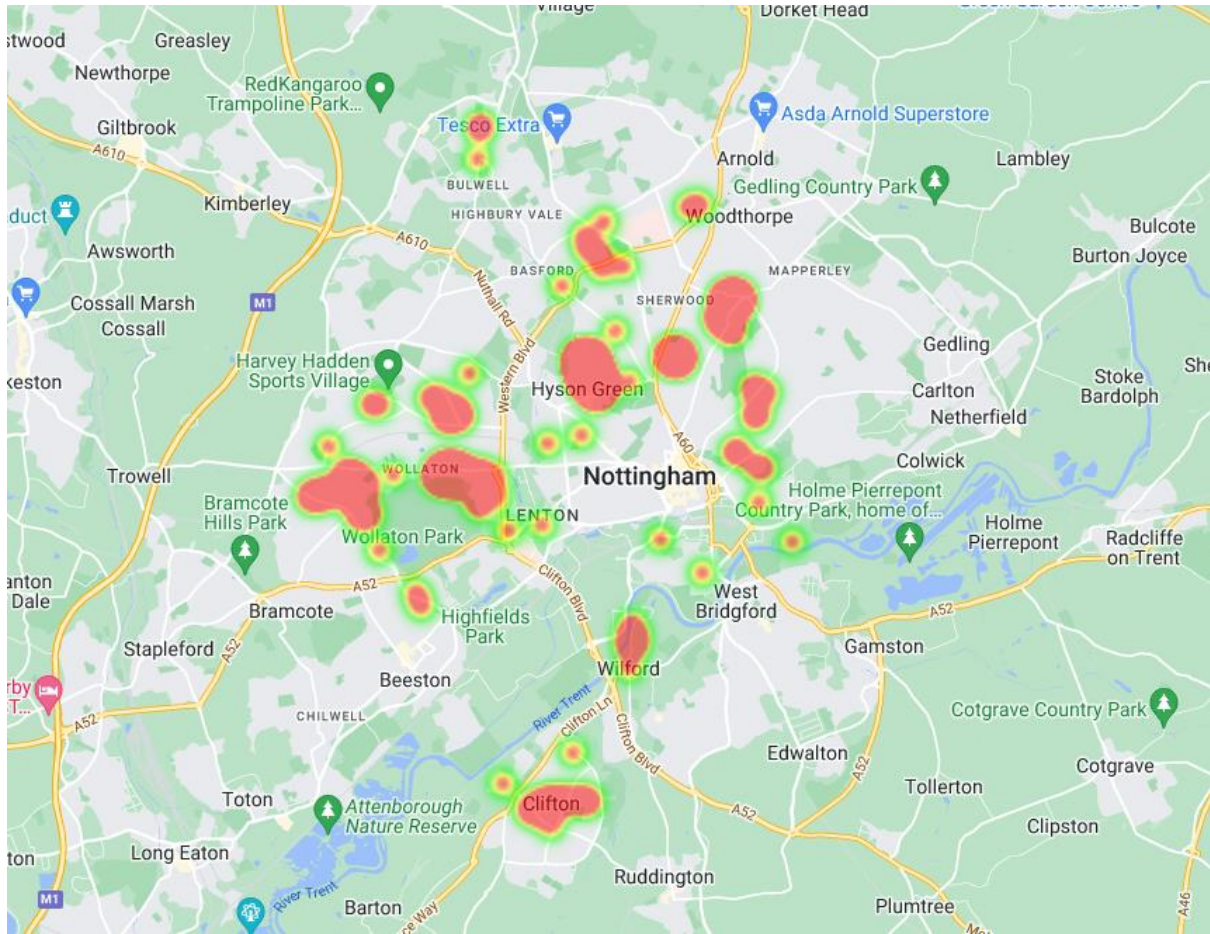 Village
Dorket Head
stwood
Greasley
Newthorpe
RedKangaroo
Trampoline Park...
Giltbrook
Tesco Extra
Asda Arnold Superstore
A610
Arnold
Lambley
BULWELL
Gedling Country Park
Kimberley
HIGHBURY VALE
Woodthorpe
duct
Awsworth
A610
Bulcote
Burton Joyce
BASFORD
MAPPERLEY
Nuthall Rd
M1
SHERWOOD
Cossall Marsh
Cossall
Gedling
Harvey Hadden
Sports Village
Western Blvd
keston
Hyson Green
Carlton
Stoke
Bardolph
She
Netherfield
A60
Trowell
WOLLATON
Nottingham
Colwick
Bramcote
Hills Park
LENTON
Holme Pierrepont
Country Park, home of...
Wollaton Park
Holme
Pierrepont
Radcliffe
on Trent
A52
Clifton Blvd
anton
Dale
Bramcote
Highfields
Park
West
Bridgford
A52
Stapleford
A52
Wilford
Gamston
Beeston
rby
ST...
A52
CHILWELL
River Trent
Clifton Ln
Clifton Blvd
Cotgrave Country Park
Edwalton
A52
Cotgrave
Toton
Attenborough
Nature Reserve
Clifton
A52
Tollerton
Clipston
ton
Long Eaton
Ruddington
M1
River Trent
Barton
ce Way
Plumtree
A46